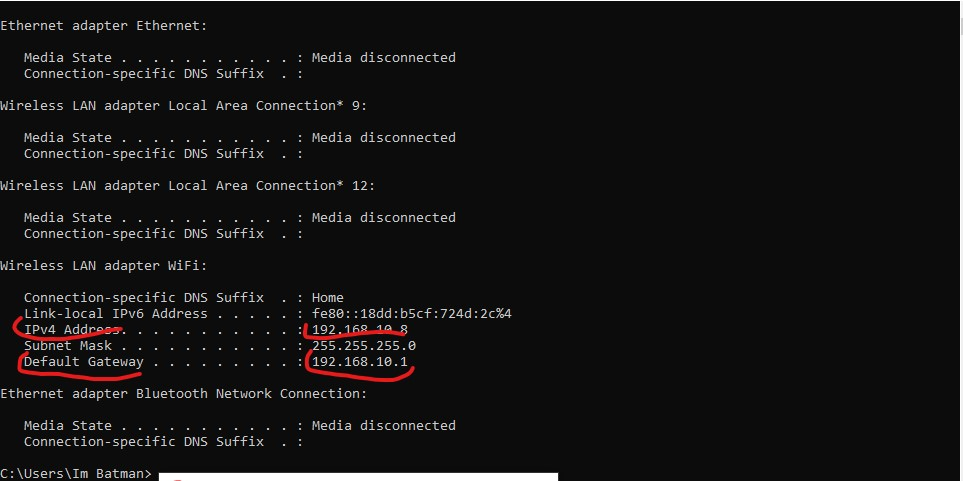 Ethernet adapter Ethernet:
Media State . . . . . . . . . . . : Media disconnected
Connection-specific DNS Suffix  . :
Wireless LAN adapter Local Area Connection* 9:
Media State . . . . . . . . . . . : Media disconnected
Connection-specific DNS Suffix  . :
Wireless LAN adapter Local Area Connection* 12:
Media State . . . . . . . . . . . : Media disconnected
Connection-specific DNS Suffix  . :
Wireless LAN adapter WiFi:
Connection-specific DNS Suffix  . : Home
Link-local IPv6 Address . . . . . : fe80::18dd:b5cf:724d:2c%4
IPv4 Address. . . . . . . . . . . : 192.168.10.8
Subnet Mask . . . . . . . . . . . : 255.255.255.0
Default Gateway . . . . . . . . . : 192.168.10.1
Ethernet adapter Bluetooth Network Connection:
Media State . . . . . . . . . . . : Media disconnected
Connection-specific DNS Suffix  . :
C:\Users\Im Batman>